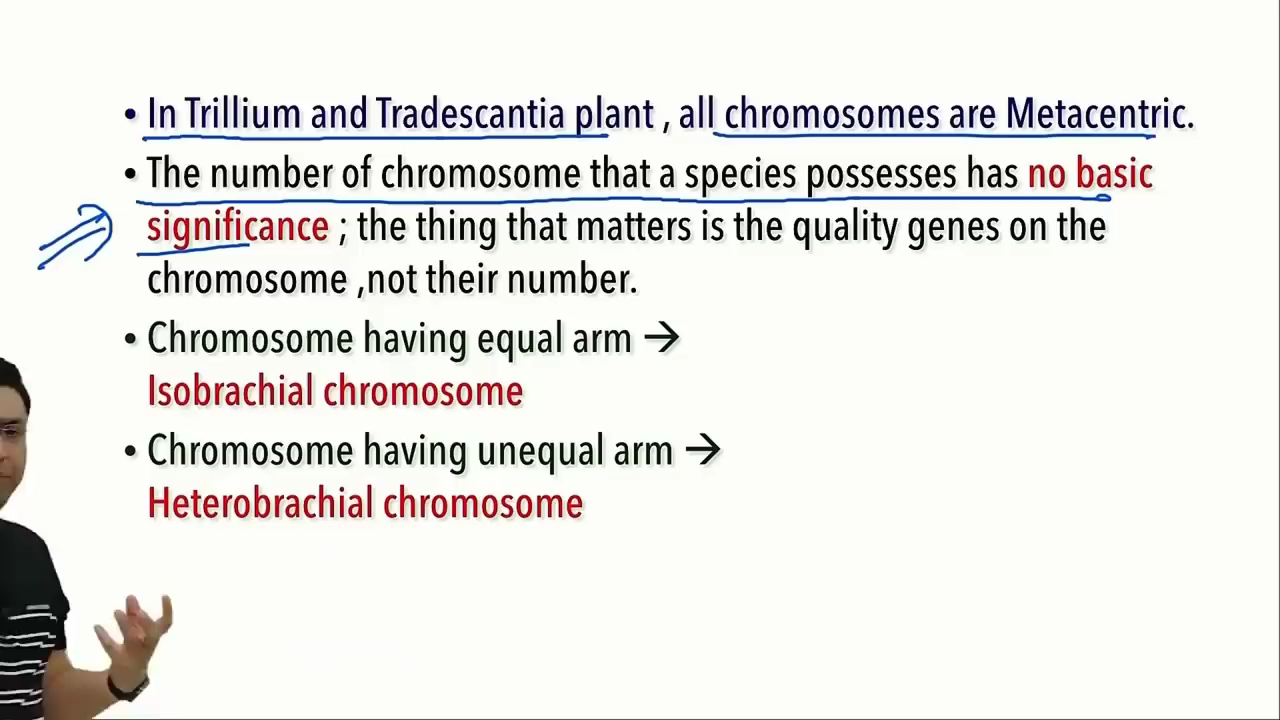 • In Trillium and Tradescantia plant , all chromosomes are Metacentric.
• The number of chromosome that a species possesses has no basic
significance ; the thing that matters is the quality genes on the
chromosome ,not their number.
• Chromosome having equal arm →
Isobrachial chromosome
• Chromosome having unequal arm →
Heterobrachial chromosome